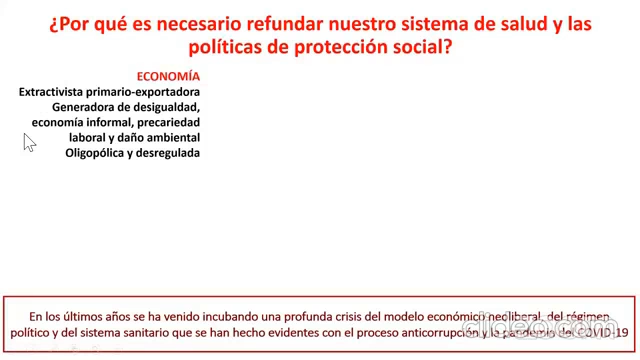 ¿Por qué es necesario refundar nuestro sistema de salud y las
políticas de protección social?
ECONOMÍA
Extractivista primario-exportadora
Generadora de desigualdad,
economía informal, precariedad
laboral y daño ambiental
Oligopólica y desregulada
En los últimos años se ha venido incubando una profunda crisis del modelo económico neoliberal, del régimen
político y del sistema sanitario que se han hecho evidentes con el proceso anticorrupción y la pandemia del COVID-19
clideo.com